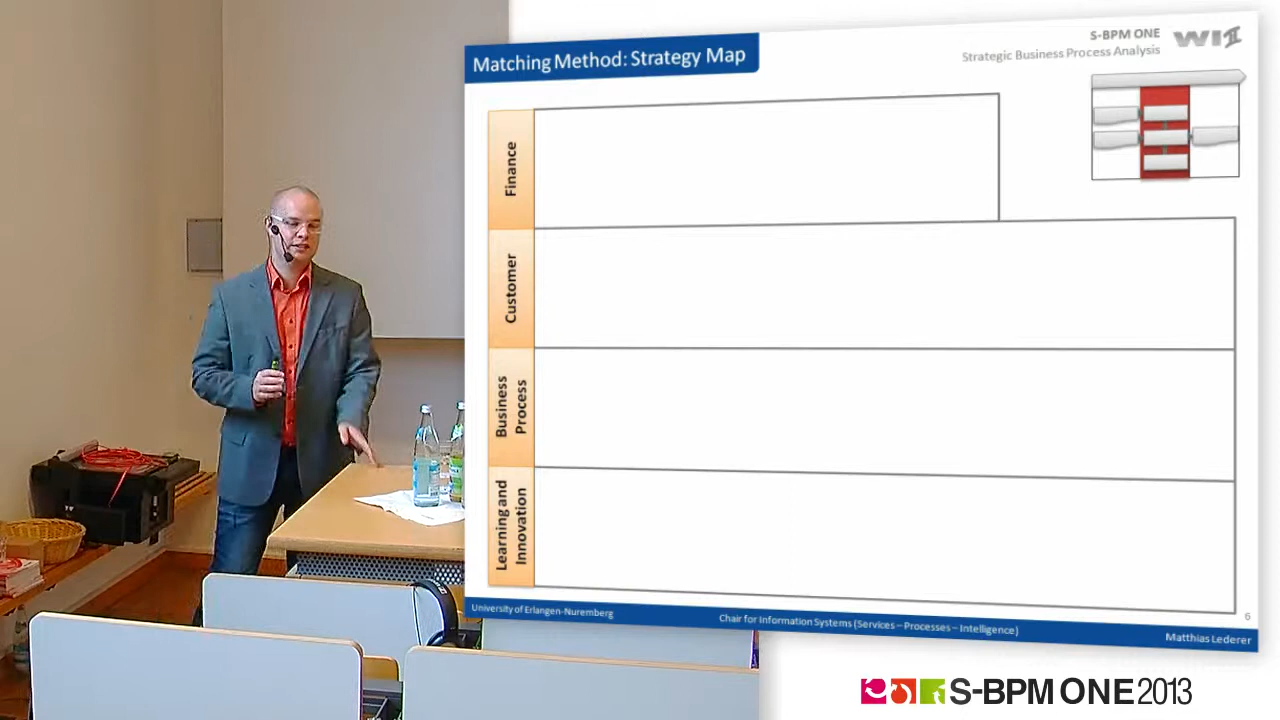 Matching Method: Strategy Map
S-BPM ONE
Strategic Business Process Analysis
WI2
Finance
Customer
Business
Process
Learning and
Innovation
6
University of Erlangen-Nuremberg
Chair for Information Systems (Services – Processes – Intelligence)
Matthias Lederer
S-BPM ONE 2013